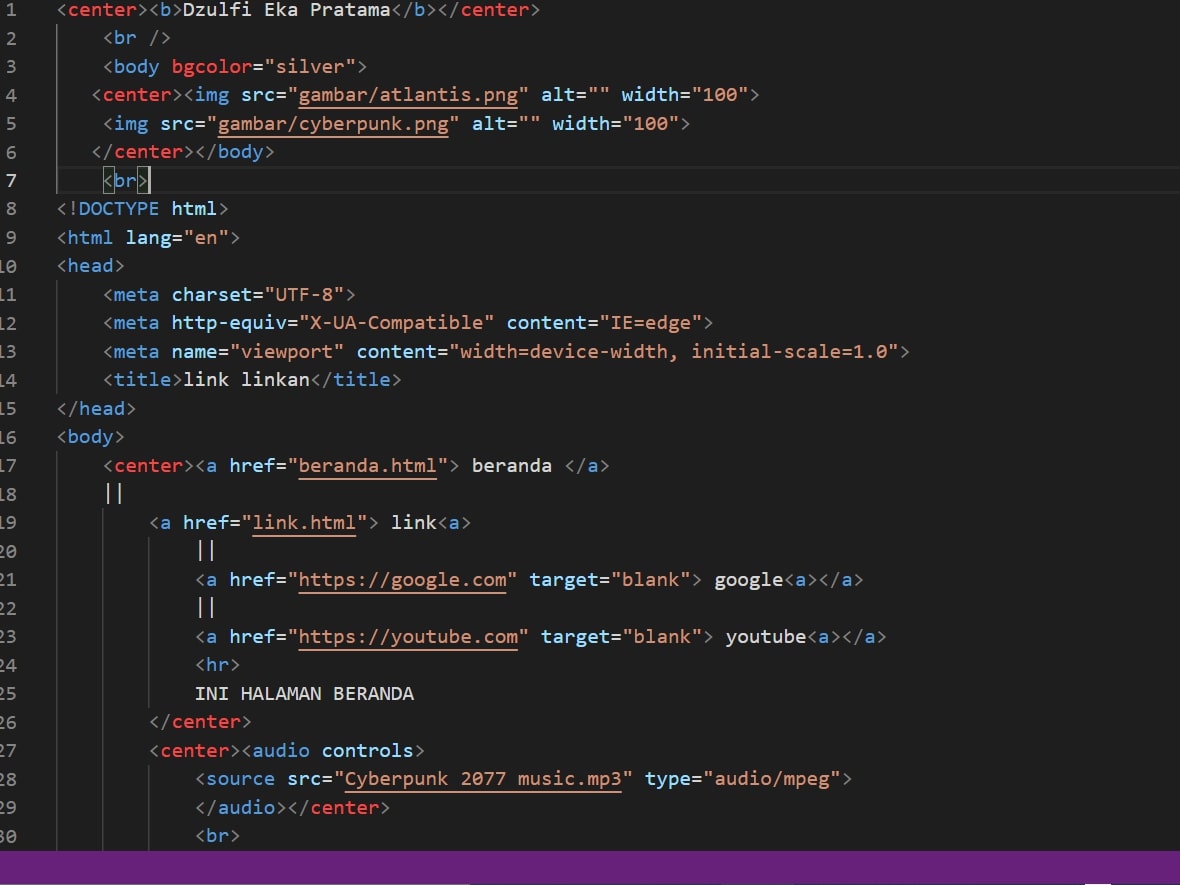 1 <center><b>Dzulfi Eka Pratama</b></center>
2 <br />
3 <body bgcolor="silver">
4 <center><img src="gambar/atlantis.png" alt="" width="100">
5 <img src="gambar/cyberpunk.png" alt="" width="100">
6 </center></body>
7 <br>
8 <!DOCTYPE html>
9 <html lang="en">
10 <head>
11 <meta charset="UTF-8">
12 <meta http-equiv="X-UA-Compatible" content="IE=edge">
13 <meta name="viewport" content="width=device-width, initial-scale=1.0">
14 <title>link linkan</title>
15 </head>
16 <body>
17 <center><a href="beranda.html"> beranda </a>
18 ||
19 <a href="link.html"> link<a>
20 ||
21 <a href="https://google.com" target="blank"> google<a></a>
22 ||
23 <a href="https://youtube.com" target="blank"> youtube<a></a>
24 <hr>
25 INI HALAMAN BERANDA
26 </center>
27 <center><audio controls>
28 <source src="Cyberpunk 2077 music.mp3" type="audio/mpeg">
29 </audio></center>
30 <br>